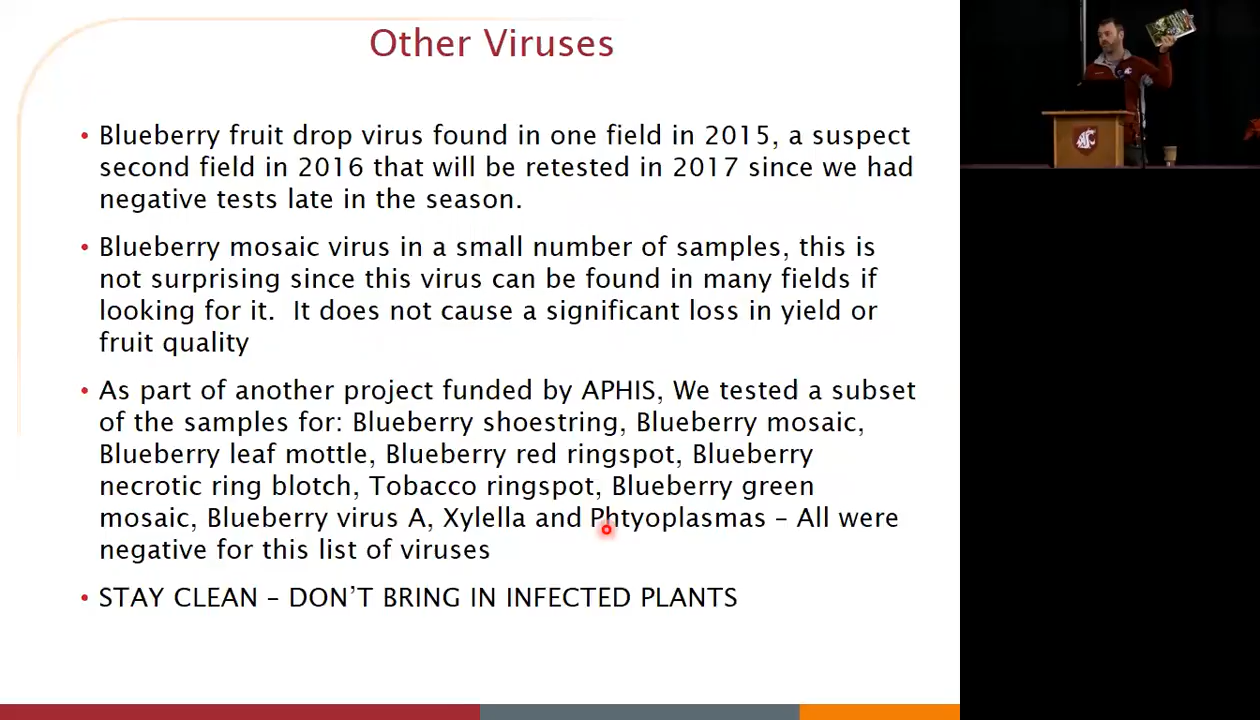 Other Viruses
• Blueberry fruit drop virus found in one field in 2015, a suspect
second field in 2016 that will be retested in 2017 since we had
negative tests late in the season.
• Blueberry mosaic virus in a small number of samples, this is
not surprising since this virus can be found in many fields if
looking for it.  It does not cause a significant loss in yield or
fruit quality
• As part of another project funded by APHIS, We tested a subset
of the samples for: Blueberry shoestring, Blueberry mosaic,
Blueberry leaf mottle, Blueberry red ringspot, Blueberry
necrotic ring blotch, Tobacco ringspot, Blueberry green
mosaic, Blueberry virus A, Xylella and Phtyoplasmas – All were
negative for this list of viruses
• STAY CLEAN – DON’T BRING IN INFECTED PLANTS